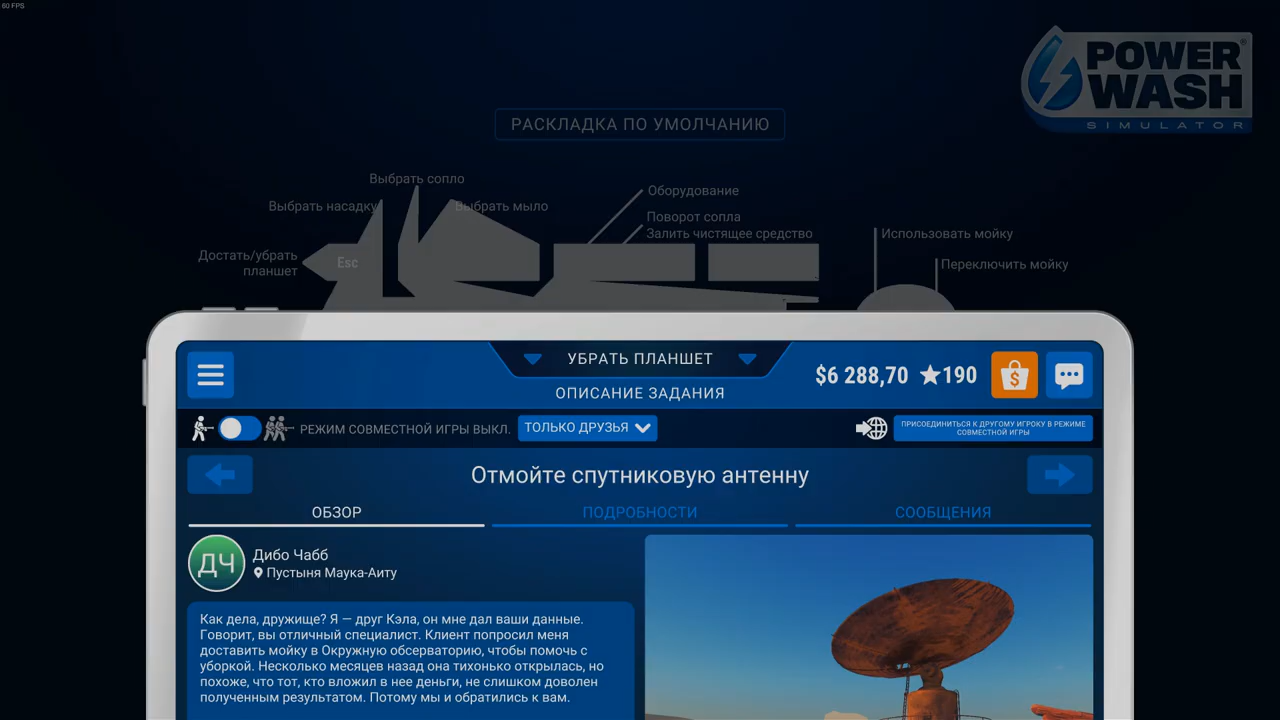 60 FPS
POWER
WASH
SIMULATOR
РАСКЛАДКА ПО УМОЛЧАНИЮ
Выбрать сопло
Выбрать насадку
Выбрать мыло
Оборудование
Поворот сопла
Залить чистящее средство
Использовать мойку
Достать/убрать
планшет
Esc
Переключить мойку
УБРАТЬ ПЛАНШЕТ
ОПИСАНИЕ ЗАДАНИЯ
$6 288,70 ★190
РЕЖИМ СОВМЕСТНОЙ ИГРЫ ВЫКЛ.
ТОЛЬКО ДРУЗЬЯ
ПРИСОЕДИНИТЬСЯ К ДРУГОМУ ИГРОКУ В РЕЖИМЕ
СОВМЕСТНОЙ ИГРЫ
Отмойте спутниковую антенну
ОБЗОР
ПОДРОБНОСТИ
СООБЩЕНИЯ
ДЧ
Дибо Чабб
Пустыня Маука-Аиту
Как дела, дружище? Я — друг Кэла, он мне дал ваши данные.
Говорит, вы отличный специалист. Клиент попросил меня
доставить мойку в Окружную обсерваторию, чтобы помочь с
уборкой. Несколько месяцев назад она тихонько открылась, но
похоже, что тот, кто вложил в нее деньги, не слишком доволен
полученным результатом. Потому мы и обратились к вам.